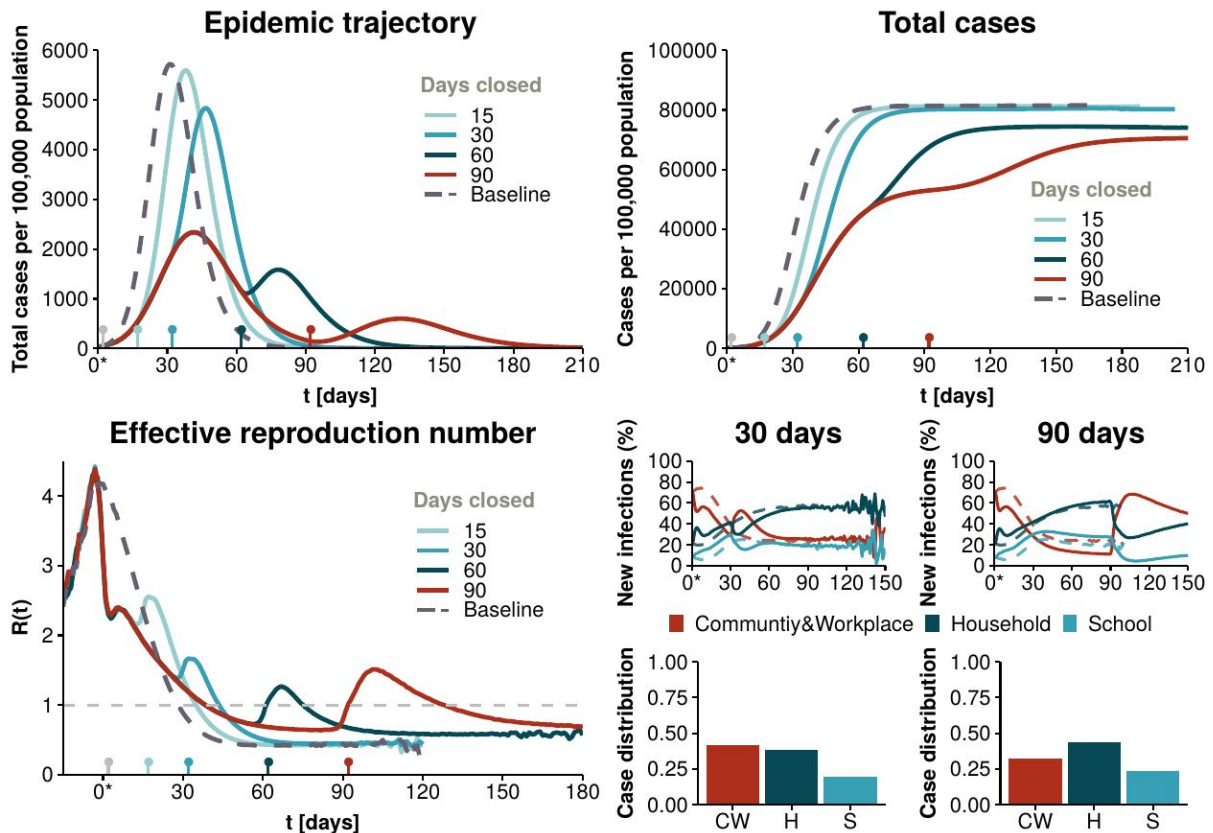 Epidemic trajectory
Total cases per 100,000 population
6000
5000
4000
3000
2000
1000
0
Days closed
15
30
60
90
Baseline
0* 30 60 90 120 150 180 210
t [days]
Total cases
Cases per 100,000 population
100000
80000
60000
40000
20000
0
Days closed
15
30
60
90
Baseline
0* 30 60 90 120 150 180 210
t [days]
Effective reproduction number
R(t)
4
3
2
1
0
Days closed
15
30
60
90
Baseline
0* 30 60 90 120 150 180
t [days]
30 days
New infections (%)
100
80
60
40
20
0
0* 30 60 90 120 150
90 days
New infections (%)
100
80
60
40
20
0
0* 30 60 90 120 150
Communtiy&Workplace Household School
Case distribution
1.00
0.75
0.50
0.25
0.00
CW H S
Case distribution
1.00
0.75
0.50
0.25
0.00
CW H S